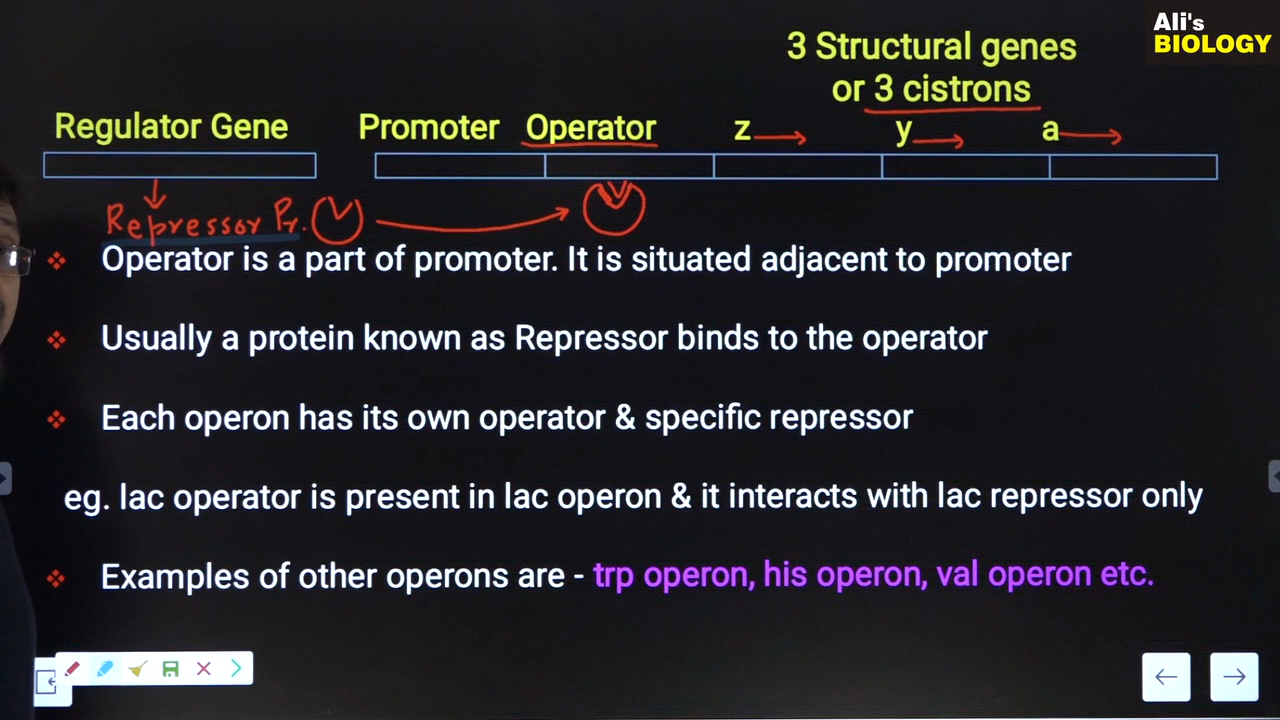 Ali's
BIOLOGY
3 Structural genes
or 3 cistrons
Regulator Gene Promoter Operator z y a
Repressor Pr.
Operator is a part of promoter. It is situated adjacent to promoter
Usually a protein known as Repressor binds to the operator
Each operon has its own operator & specific repressor
eg. lac operator is present in lac operon & it interacts with lac repressor only
Examples of other operons are - trp operon, his operon, val operon etc.